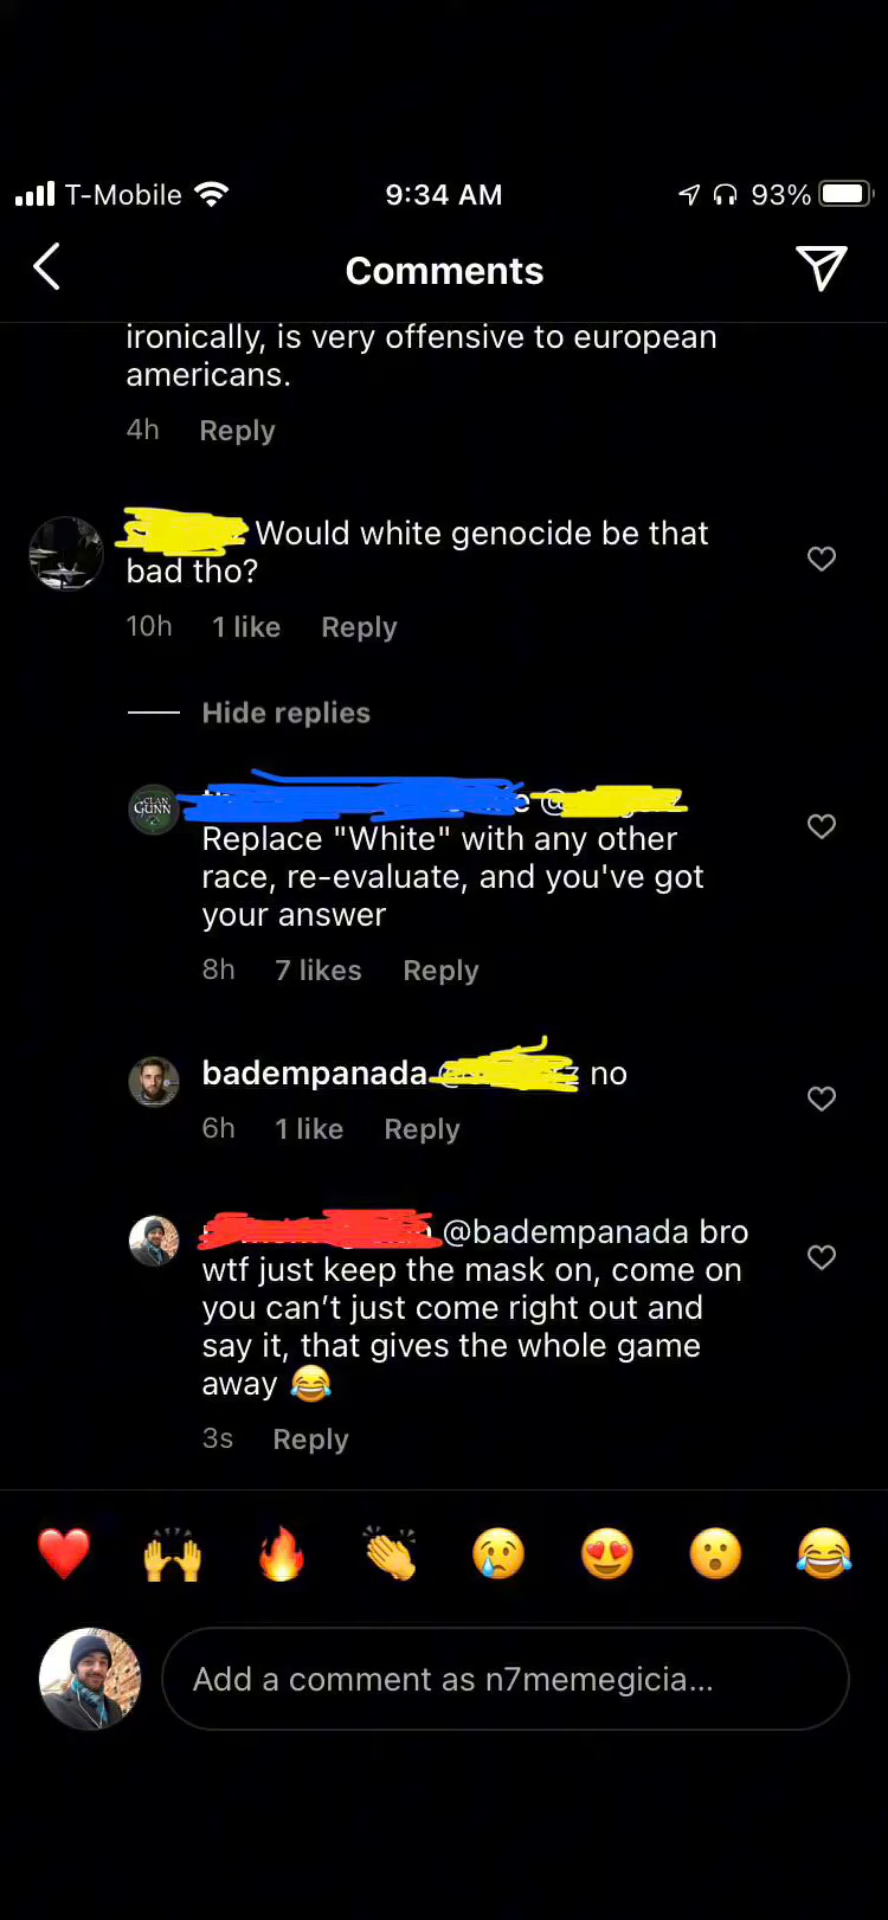 T-Mobile 9:34 AM 93%
Comments
ironically, is very offensive to european
americans.
4h Reply
Would white genocide be that
bad tho?
10h 1 like Reply
Hide replies
CLAN
GUNN
Replace "White" with any other
race, re-evaluate, and you've got
your answer
8h 7 likes Reply
badempanada no
6h 1 like Reply
@badempanada bro
wtf just keep the mask on, come on
you can’t just come right out and
say it, that gives the whole game
away 😂
3s Reply
❤️ 🙌 🔥 👏 😢 😍 😮 😂
Add a comment as n7memegicia...